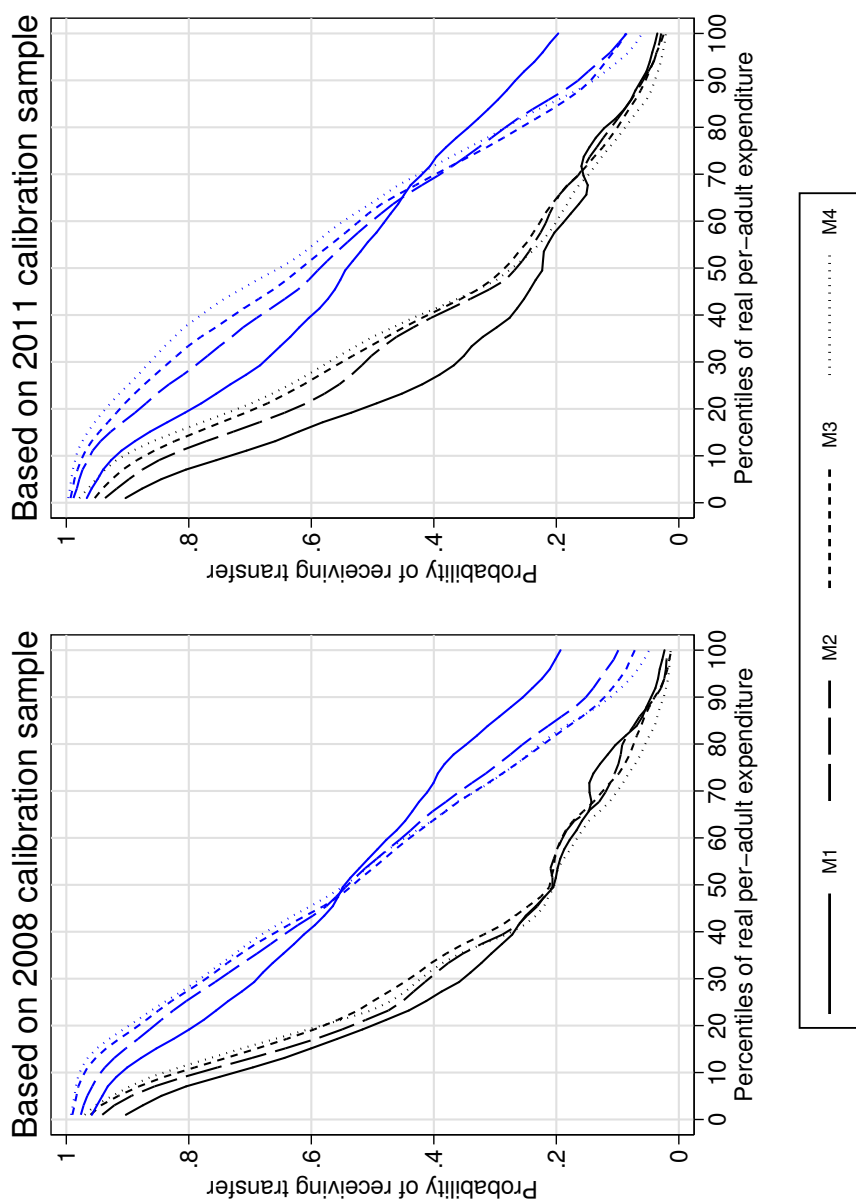 Based on 2008 calibration sample
Probability of receiving transfer
1
.8
.6
.4
.2
0
0 10 20 30 40 50 60 70 80 90 100
Percentiles of real per−adult expenditure
Based on 2011 calibration sample
Probability of receiving transfer
1
.8
.6
.4
.2
0
0 10 20 30 40 50 60 70 80 90 100
Percentiles of real per−adult expenditure
M1 M2 M3 M4